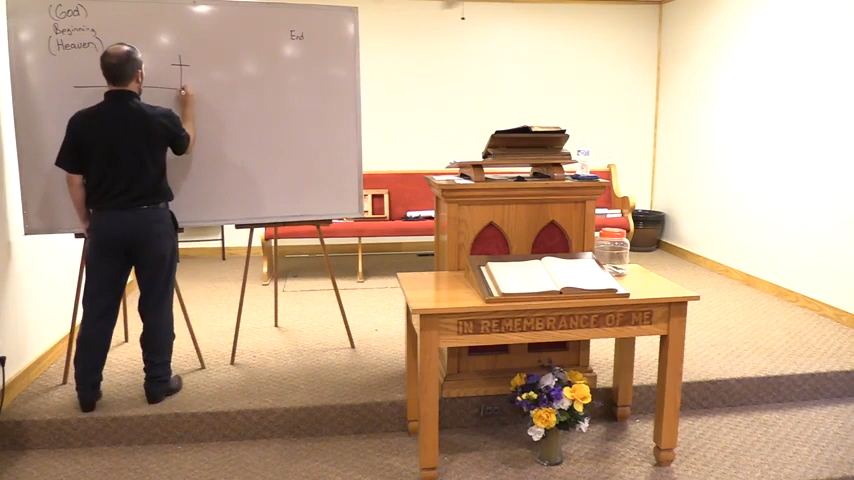 (God)
Beginning
(Heaven)
End
IN REMEMBRANCE OF ME